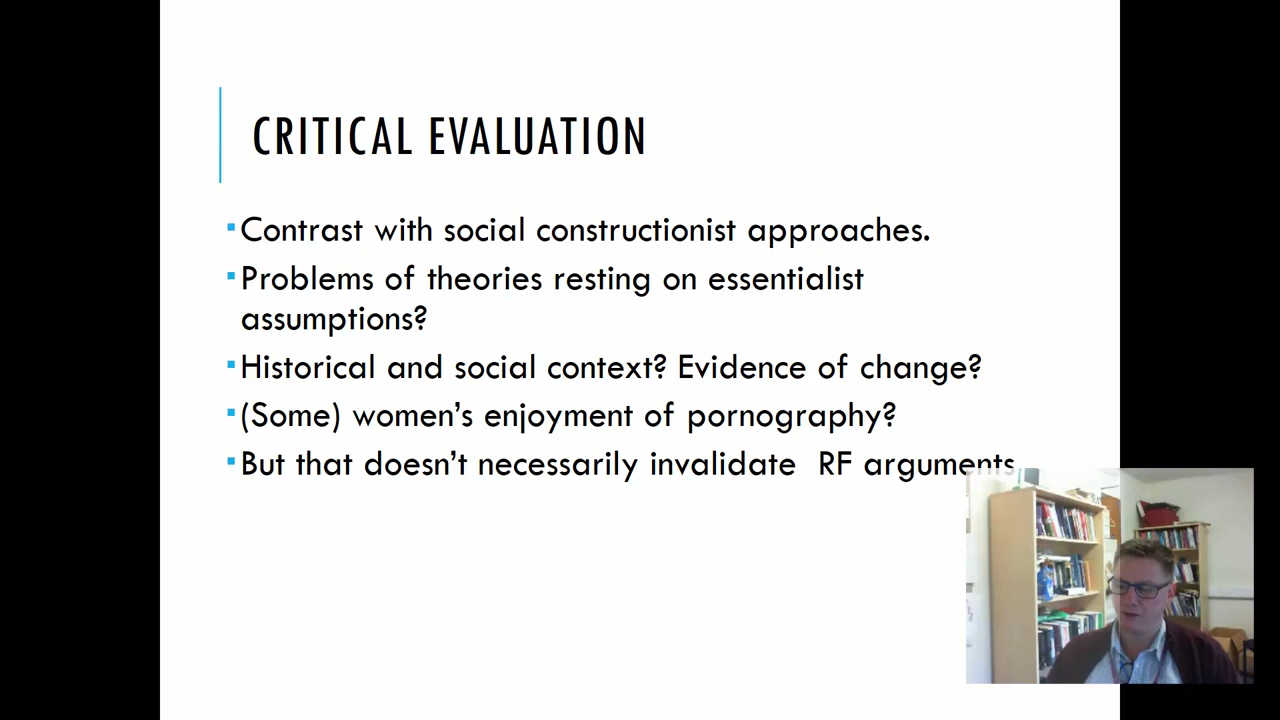 CRITICAL EVALUATION
▪Contrast with social constructionist approaches.
▪Problems of theories resting on essentialist
assumptions?
▪Historical and social context? Evidence of change?
▪(Some) women’s enjoyment of pornography?
▪But that doesn’t necessarily invalidate  RF arguments